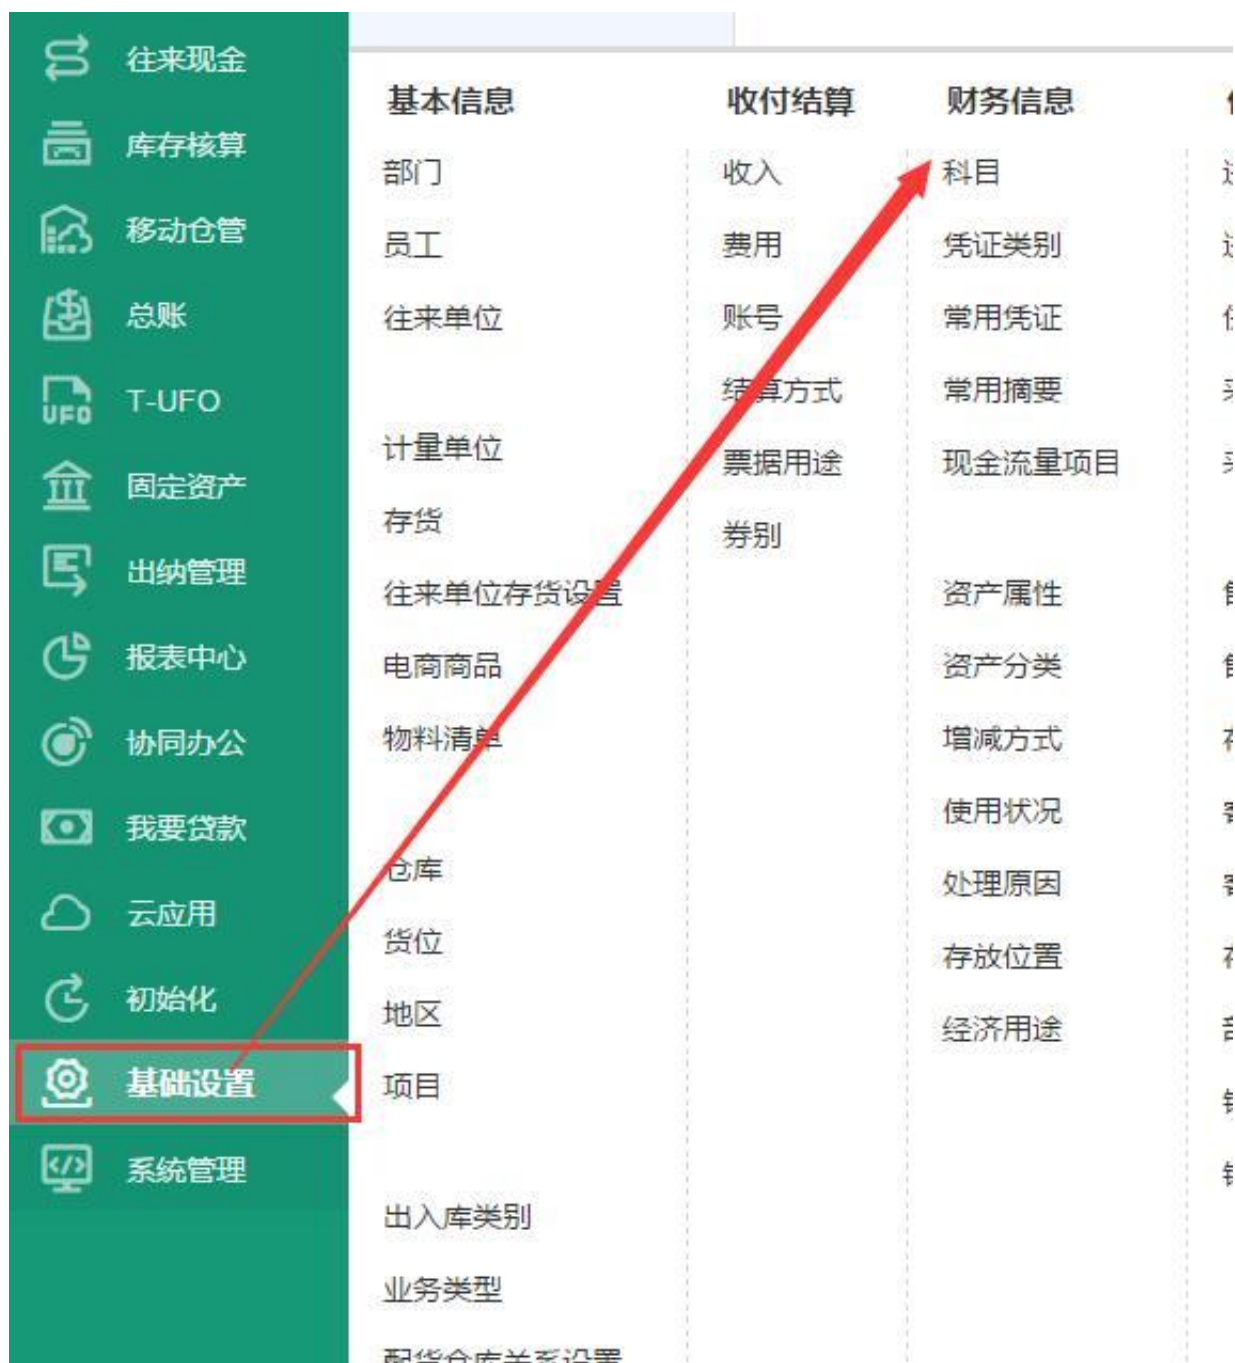 往来现金
库存核算
移动仓管
总账
T-UFO
UFO
固定资产
出纳管理
报表中心
协同办公
我要贷款
云应用
初始化
基础设置
系统管理
基本信息
部门
员工
往来单位
计量单位
存货
往来单位存货设置
电商商品
物料清单
仓库
货位
地区
项目
出入库类别
业务类型
配货仓库关系设置
收付结算
收入
费用
账号
结算方式
票据用途
券别
财务信息
科目
凭证类别
常用凭证
常用摘要
现金流量项目
资产属性
资产分类
增减方式
使用状况
处理原因
存放位置
经济用途